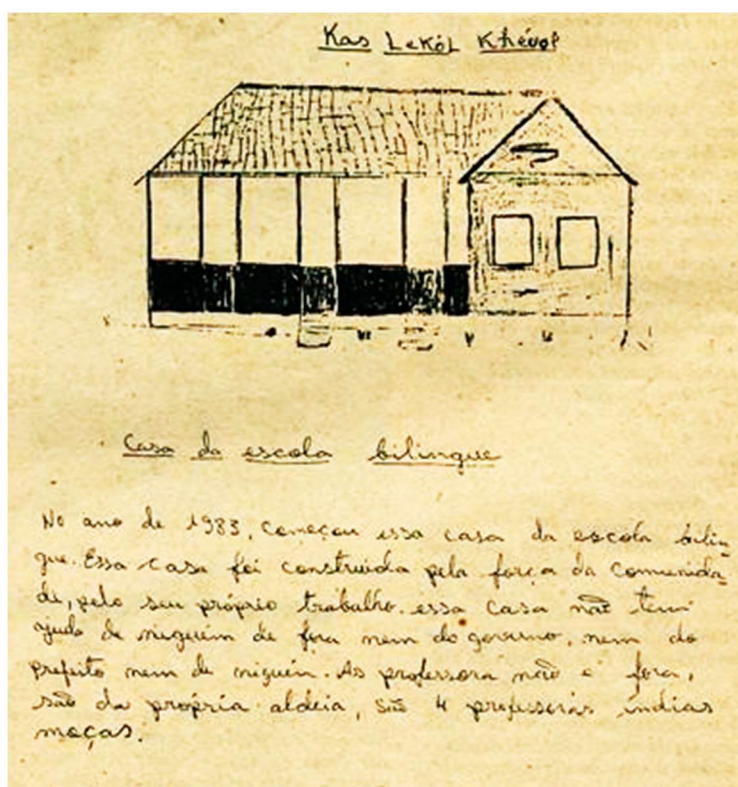 Kas Lekól Khéuol
Casa da escola bilingue
No ano de 1983, começou essa casa da escola bilin-
gue. Essa casa foi construida pela força da comunida-
de, pelo seu próprio trabalho. essa casa não tem
ajuda de niguém de fora nem do governo, nem do
prefeito nem de niguém. As professora não e fora,
são da própria aldeia, são 4 professoras indias
moças.